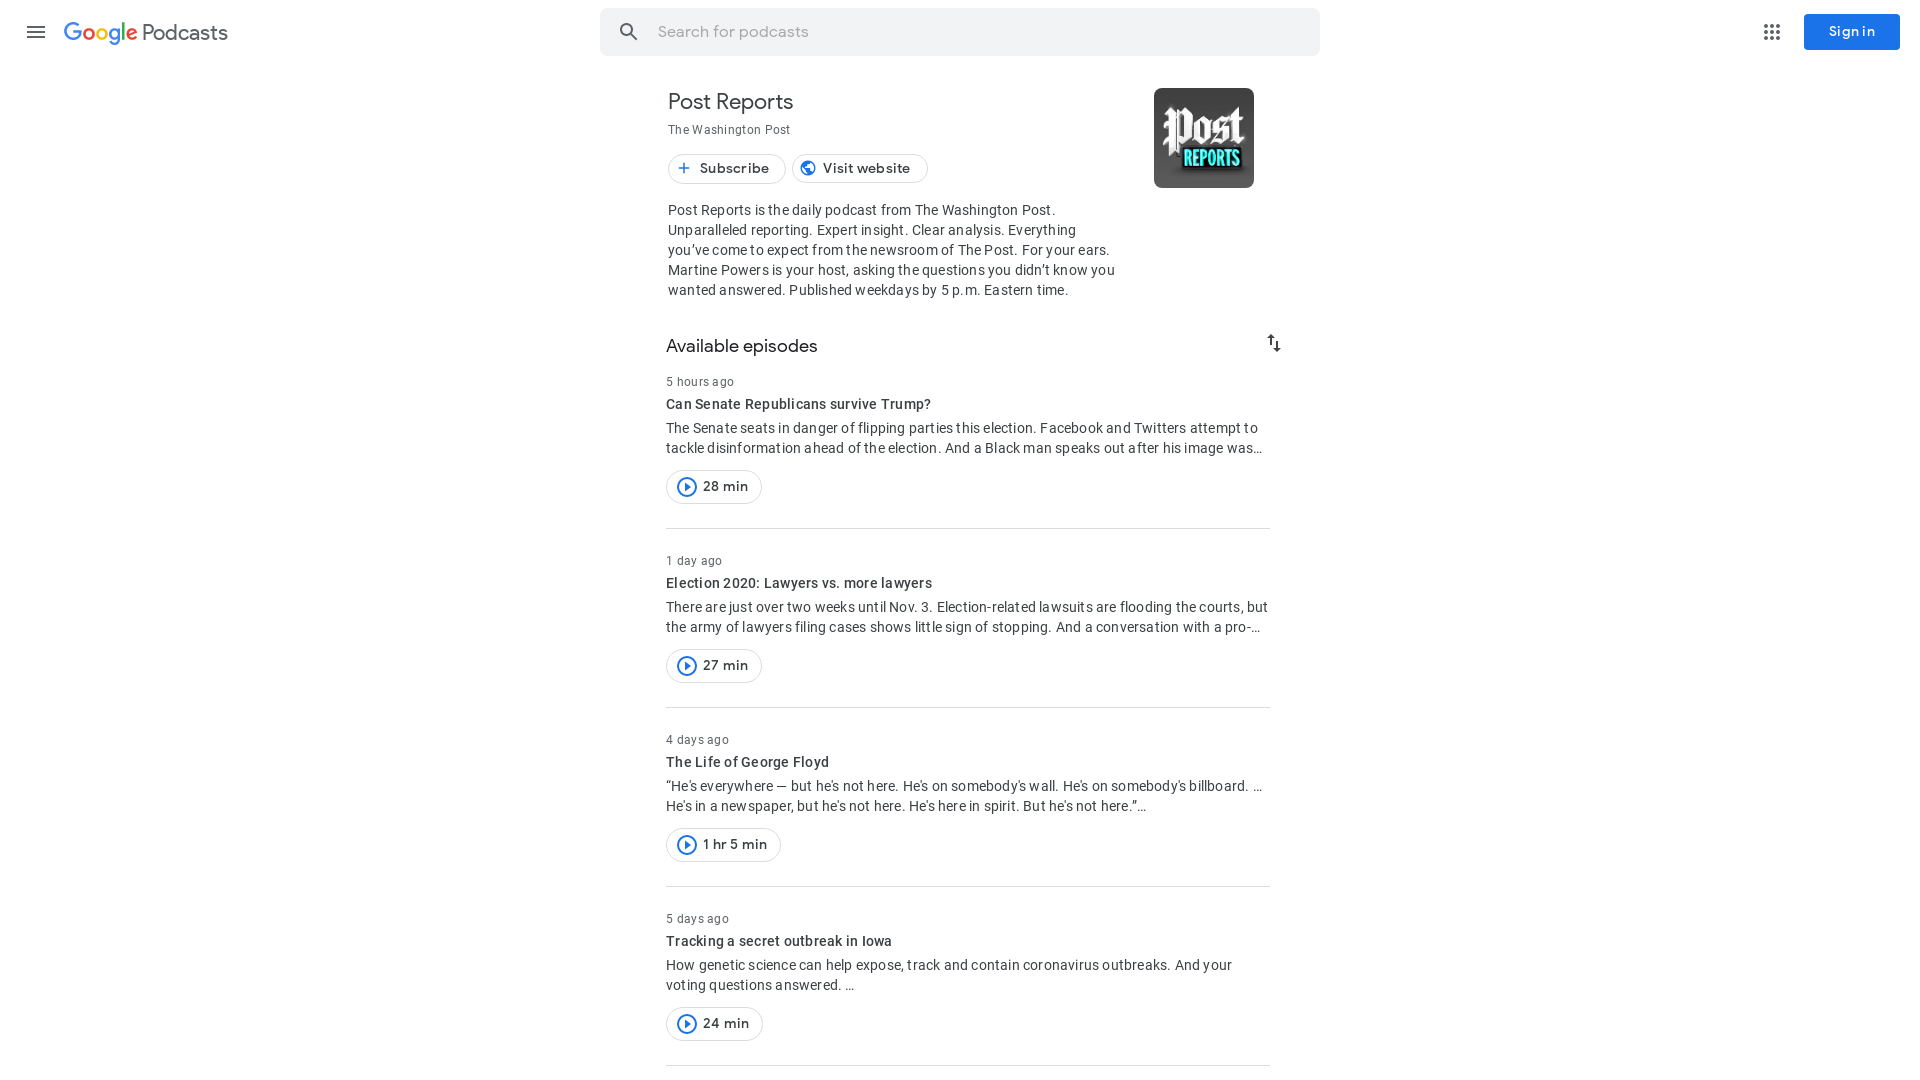 Google Podcasts
Search for podcasts
Sign in
Post Reports
The Washington Post
Subscribe
Visit website
Post
REPORTS
Post Reports is the daily podcast from The Washington Post.
Unparalleled reporting. Expert insight. Clear analysis. Everything
you’ve come to expect from the newsroom of The Post. For your ears.
Martine Powers is your host, asking the questions you didn’t know you
wanted answered. Published weekdays by 5 p.m. Eastern time.
Available episodes
5 hours ago
Can Senate Republicans survive Trump?
The Senate seats in danger of flipping parties this election. Facebook and Twitters attempt to
tackle disinformation ahead of the election. And a Black man speaks out after his image was…
28 min
1 day ago
Election 2020: Lawyers vs. more lawyers
There are just over two weeks until Nov. 3. Election-related lawsuits are flooding the courts, but
the army of lawyers filing cases shows little sign of stopping. And a conversation with a pro-…
27 min
4 days ago
The Life of George Floyd
“He's everywhere — but he's not here. He's on somebody's wall. He's on somebody's billboard. …
He's in a newspaper, but he's not here. He's here in spirit. But he's not here.”…
1 hr 5 min
5 days ago
Tracking a secret outbreak in Iowa
How genetic science can help expose, track and contain coronavirus outbreaks. And your
voting questions answered. …
24 min